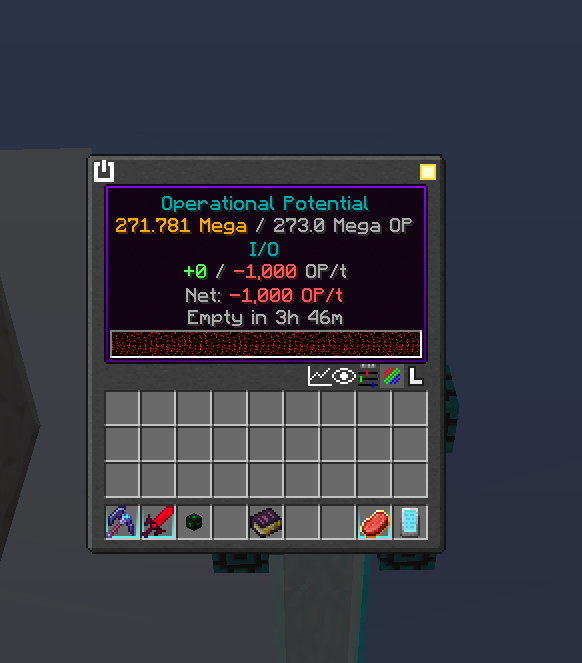 Operational Potential
271.781 Mega / 273.0 Mega OP
I/O
+0 / -1,000 OP/t
Net: -1,000 OP/t
Empty in 3h 46m
L